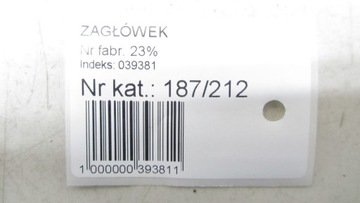 ZAGŁÓWEK
Nr fabr. 23%
Indeks: 039381
Nr kat.: 187/212
1 000000 393811